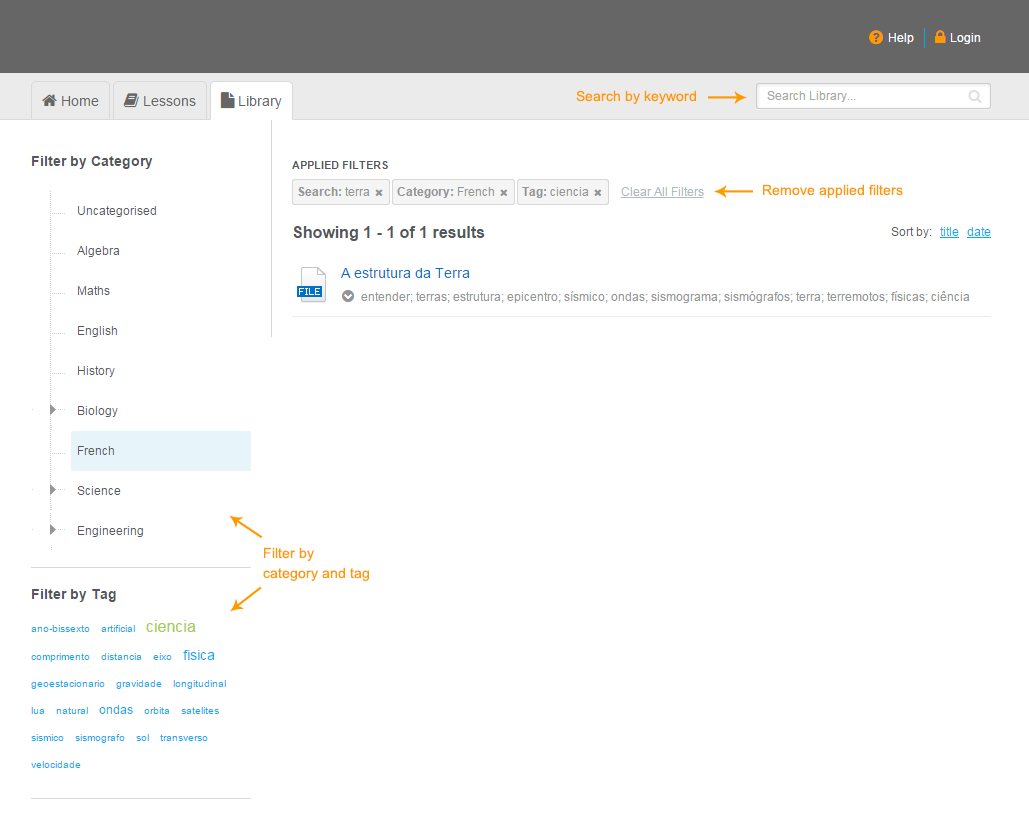 Help Login
Home Lessons Library
Search by keyword
Search Library...
Filter by Category
Uncategorised
Algebra
Maths
English
History
Biology
French
Science
Engineering
Filter by
category and tag
Filter by Tag
ano-bissexto artificial ciencia
comprimento distancia eixo fisica
geoestacionario gravidade longitudinal
lua natural ondas orbita satelites
sismico sismografo sol transverso
velocidade
APPLIED FILTERS
Search: terra × Category: French × Tag: ciencia × Clear All Filters
Remove applied filters
Showing 1 - 1 of 1 results
Sort by: title date
FILE
A estrutura da Terra
entender; terras; estrutura; epicentro; sísmico; ondas; sismograma; sismógrafos; terra; terremotos; físicas; ciência